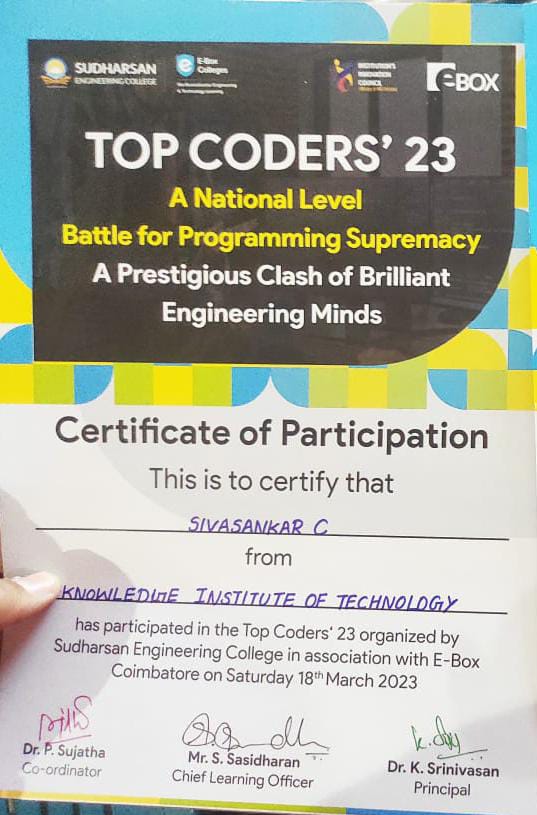 SUDHARSAN
ENGINEERING COLLEGE
E-Box
Colleges
INSTITUTION'S
INNOVATION
COUNCIL
e-BOX
TOP CODERS’ 23
A National Level
Battle for Programming Supremacy
A Prestigious Clash of Brilliant
Engineering Minds
Certificate of Participation
This is to certify that
SIVASANKAR C
from
KNOWLEDGE INSTITUTE OF TECHNOLOGY
has participated in the Top Coders’ 23 organized by
Sudharsan Engineering College in association with E-Box
Coimbatore on Saturday 18th March 2023
Dr. P. Sujatha
Co-ordinator
Mr. S. Sasidharan
Chief Learning Officer
Dr. K. Srinivasan
Principal